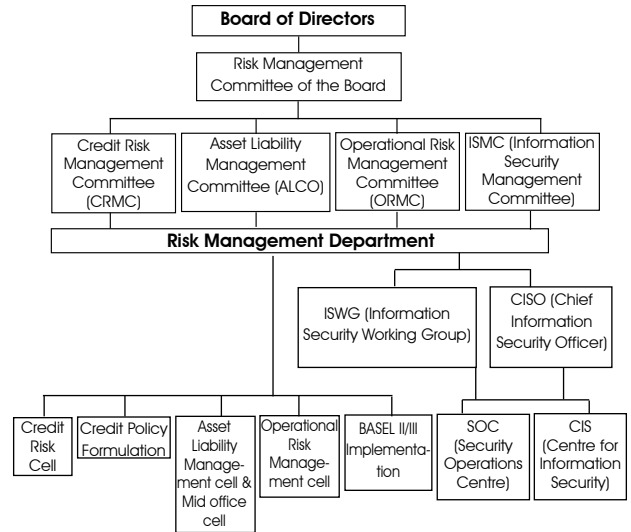 Board of Directors
Risk Management
Committee of the Board
Credit Risk
Management
Committee
(CRMC)
Asset Liability
Management
Committee (ALCO)
Operational Risk
Management
Committee
(ORMC)
ISMC (Information
Security
Management
Committee)
Risk Management Department
ISWG (Information
Security Working Group)
CISO (Chief
Information
Security Officer)
Credit
Risk
Cell
Credit Policy
Formulation
Asset
Liability
Manage-
ment cell &
Mid office
cell
Operational
Risk
Manage-
ment cell
BASEL II/III
Implementa-
tion
SOC
(Security
Operations
Centre)
CIS
(Centre for
Information
Security)